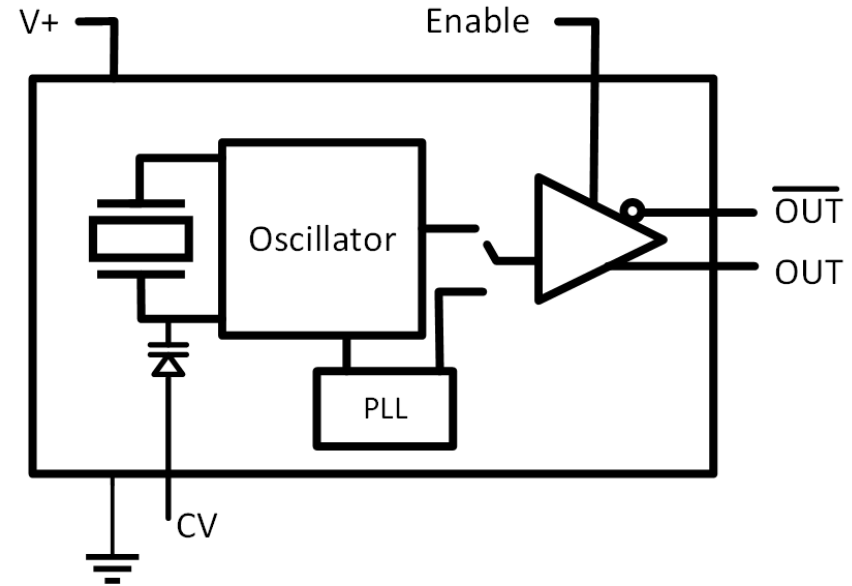 V+
Enable
Oscillator
OUT
OUT
PLL
CV